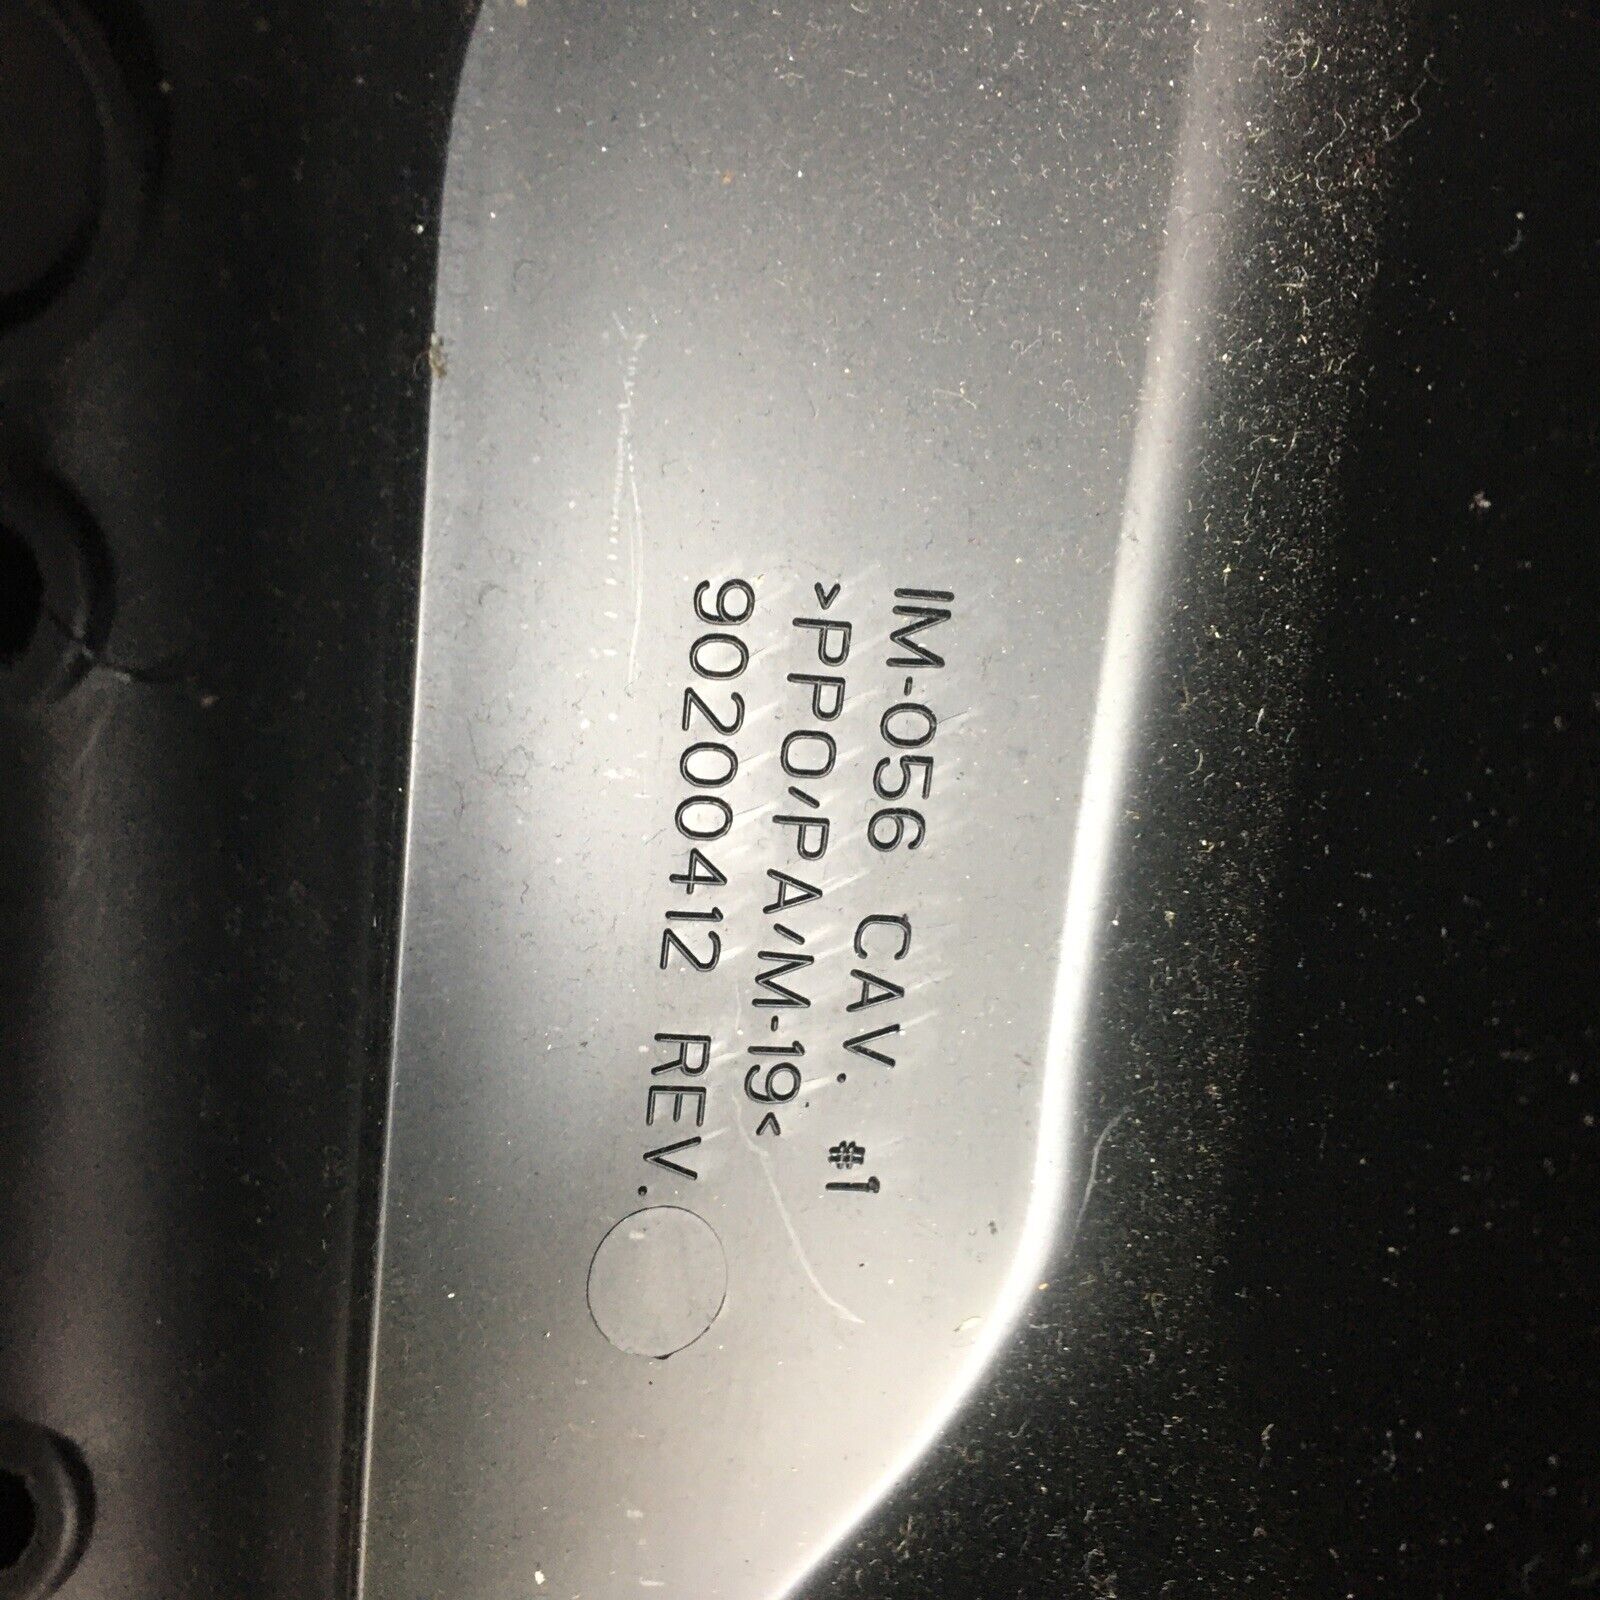 IM-056 CAV. #1
>PPO/PA/M-19<
90200412 REV.